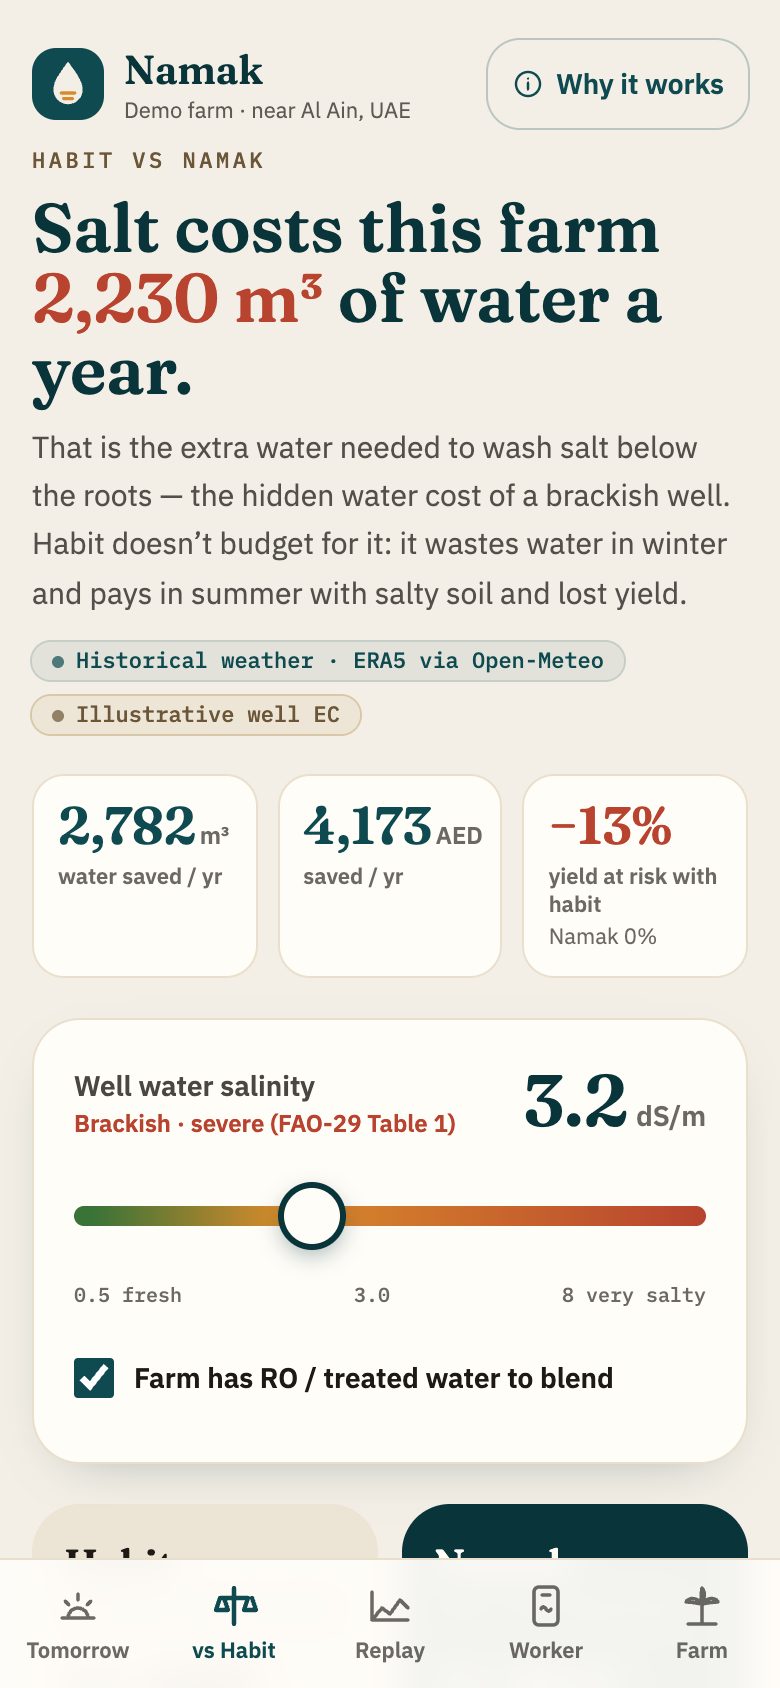 Namak
Demo farm · near Al Ain, UAE
Why it works
HABIT VS NAMAK
Salt costs this farm
2,230 m³ of water a
year.
That is the extra water needed to wash salt below
the roots — the hidden water cost of a brackish well.
Habit doesn’t budget for it: it wastes water in winter
and pays in summer with salty soil and lost yield.
Historical weather · ERA5 via Open-Meteo
Illustrative well EC
2,782 m³
water saved / yr
4,173 AED
saved / yr
−13%
yield at risk with
habit
Namak 0%
Well water salinity
Brackish · severe (FAO-29 Table 1)
3.2 dS/m
0.5 fresh
3.0
8 very salty
Farm has RO / treated water to blend
Habit
Namak
Tomorrow
vs Habit
Replay
Worker
Farm